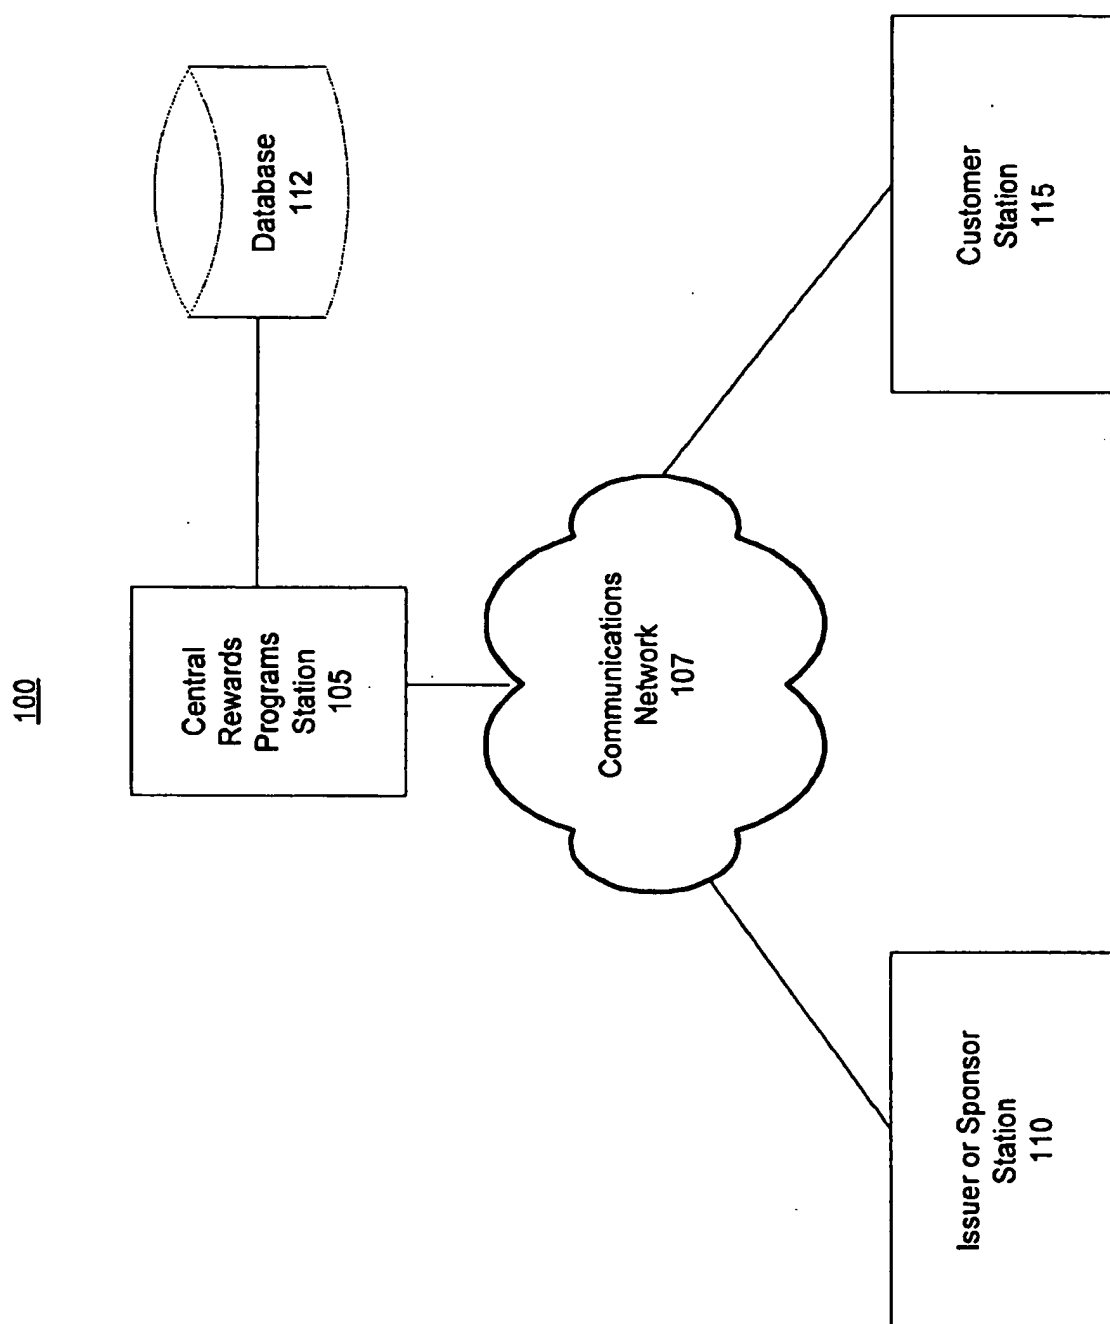 100
Central
Rewards
Programs
Station
105
Database
112
Communications
Network
107
Issuer or Sponsor
Station
110
Customer
Station
115